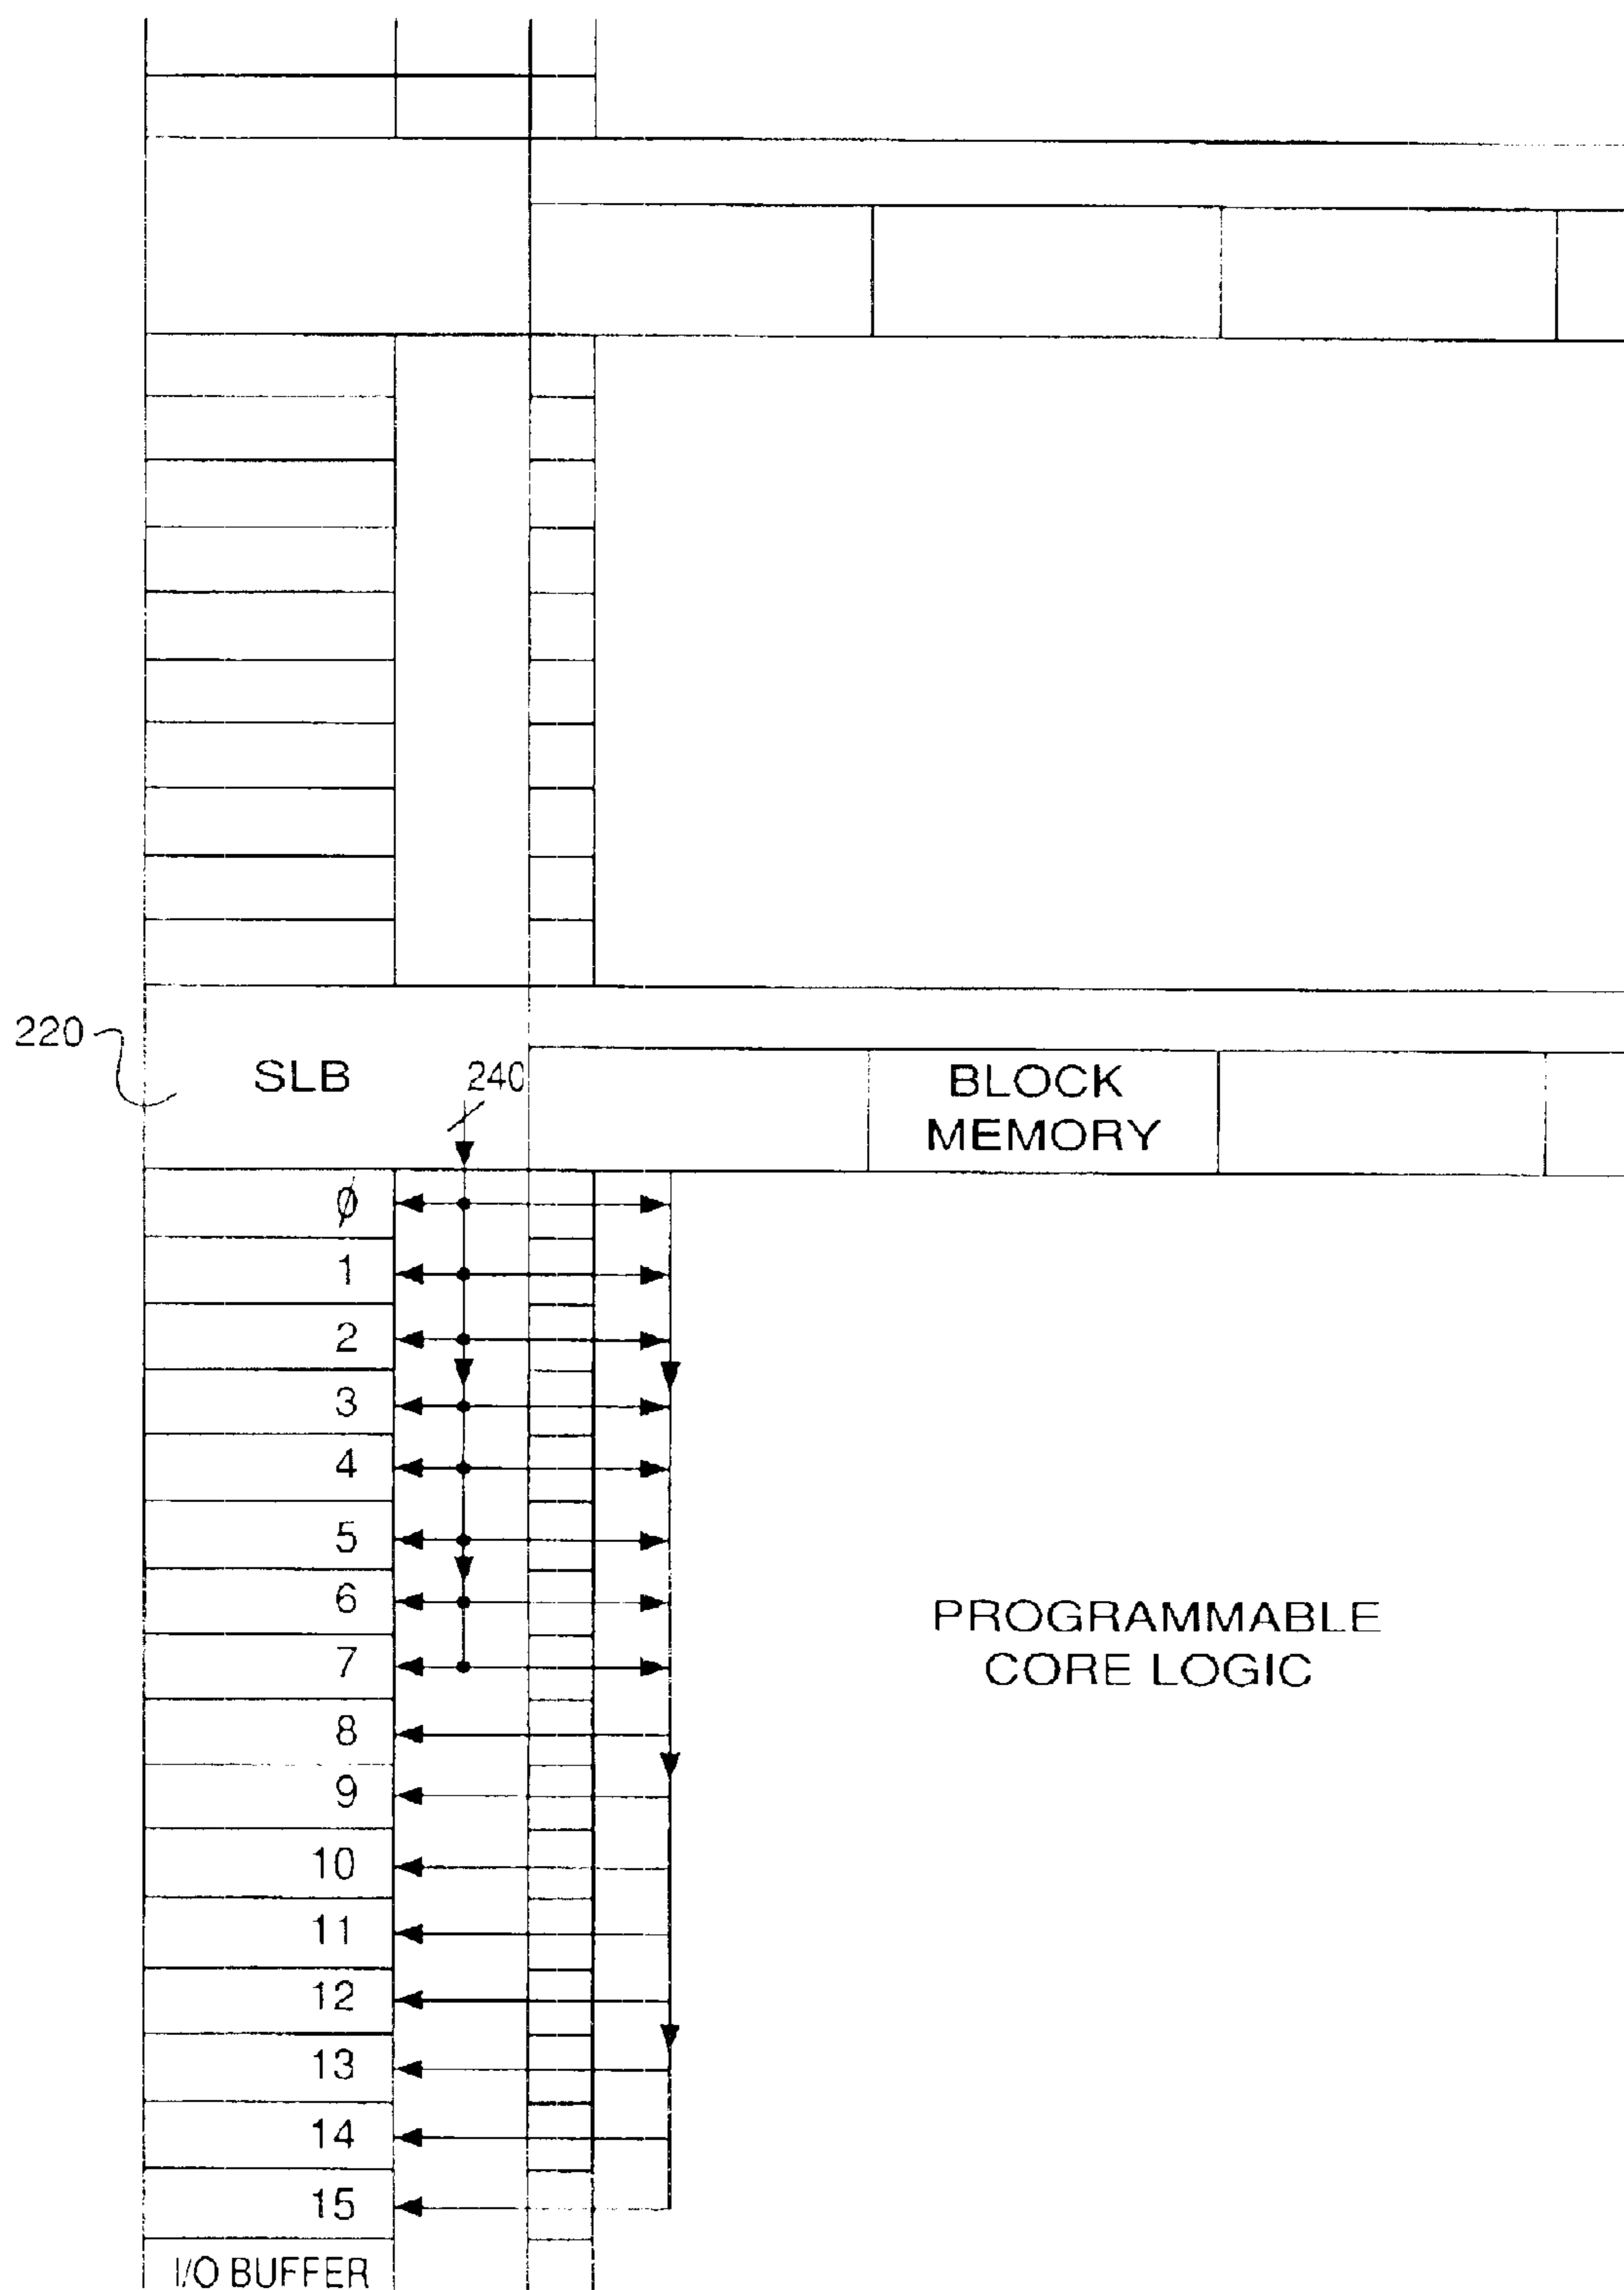 220
SLB
240
BLOCK
MEMORY
Ø
1
2
3
4
5
6
7
8
9
10
11
12
13
14
15
PROGRAMMABLE
CORE LOGIC
I/O BUFFER